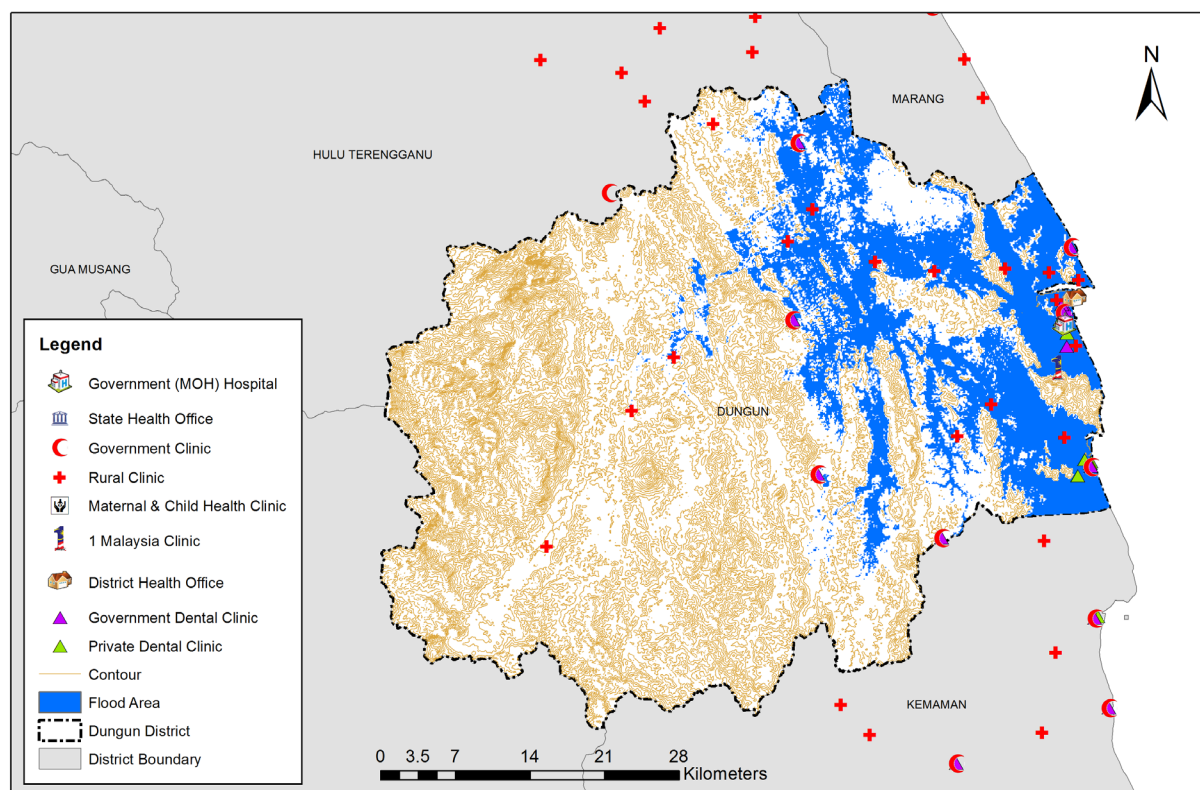 N
MARANG
HULU TERENGGANU
GUA MUSANG
DUNGUN
KEMAMAN
Legend
Government (MOH) Hospital
State Health Office
Government Clinic
Rural Clinic
Maternal & Child Health Clinic
1 Malaysia Clinic
District Health Office
Government Dental Clinic
Private Dental Clinic
Contour
Flood Area
Dungun District
District Boundary
0 3.5 7 14 21 28
Kilometers